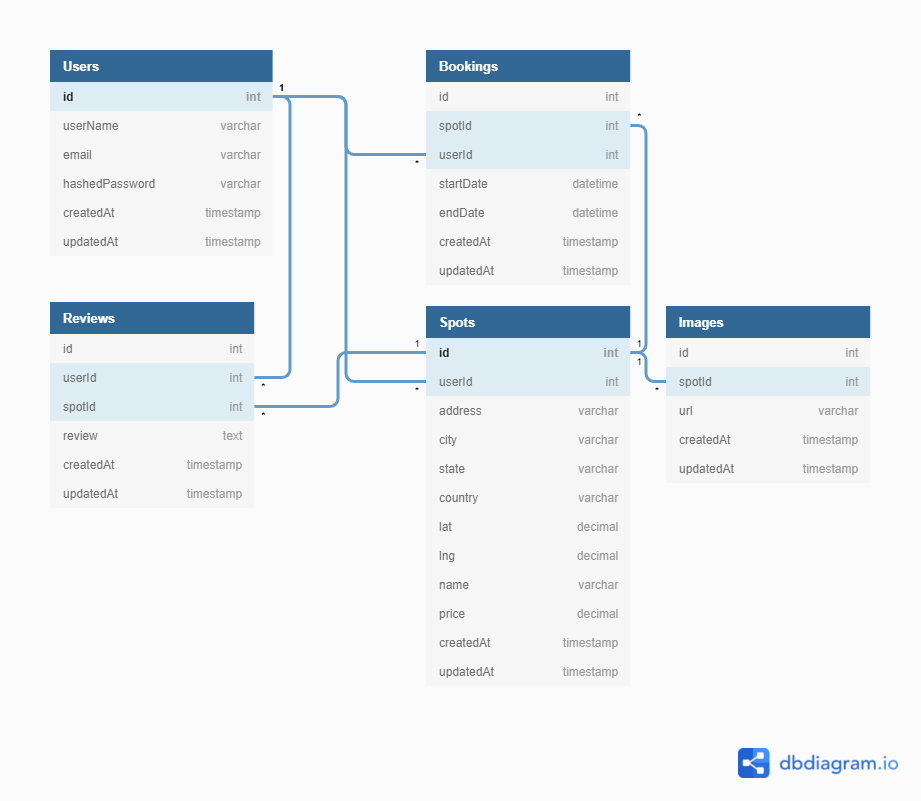 Users
id int
userName varchar
email varchar
hashedPassword varchar
createdAt timestamp
updatedAt timestamp
1
*
Bookings
id int
spotId int
userId int
startDate datetime
endDate datetime
createdAt timestamp
updatedAt timestamp
*
Reviews
id int
userId int
spotId int
review text
createdAt timestamp
updatedAt timestamp
*
*
1
*
Spots
id int
userId int
address varchar
city varchar
state varchar
country varchar
lat decimal
lng decimal
name varchar
price decimal
createdAt timestamp
updatedAt timestamp
1
1
*
Images
id int
spotId int
url varchar
createdAt timestamp
updatedAt timestamp
dbdiagram.io